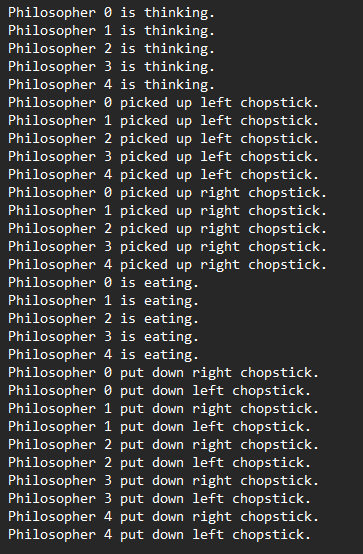 Philosopher 0 is thinking.
Philosopher 1 is thinking.
Philosopher 2 is thinking.
Philosopher 3 is thinking.
Philosopher 4 is thinking.
Philosopher 0 picked up left chopstick.
Philosopher 1 picked up left chopstick.
Philosopher 2 picked up left chopstick.
Philosopher 3 picked up left chopstick.
Philosopher 4 picked up left chopstick.
Philosopher 0 picked up right chopstick.
Philosopher 1 picked up right chopstick.
Philosopher 2 picked up right chopstick.
Philosopher 3 picked up right chopstick.
Philosopher 4 picked up right chopstick.
Philosopher 0 is eating.
Philosopher 1 is eating.
Philosopher 2 is eating.
Philosopher 3 is eating.
Philosopher 4 is eating.
Philosopher 0 put down right chopstick.
Philosopher 0 put down left chopstick.
Philosopher 1 put down right chopstick.
Philosopher 1 put down left chopstick.
Philosopher 2 put down right chopstick.
Philosopher 2 put down left chopstick.
Philosopher 3 put down right chopstick.
Philosopher 3 put down left chopstick.
Philosopher 4 put down right chopstick.
Philosopher 4 put down left chopstick.